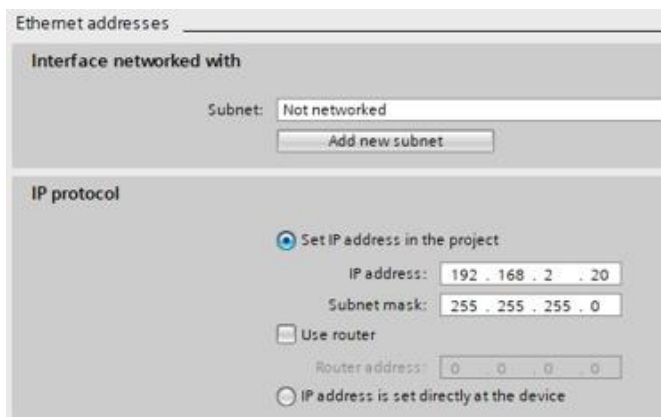 Ethernet addresses
Interface networked with
Subnet: Not networked
Add new subnet
IP protocol
Set IP address in the project
IP address: 192 . 168 . 2 . 20
Subnet mask: 255 . 255 . 255 . 0
Use router
Router address: 0 . 0 . 0 . 0
IP address is set directly at the device